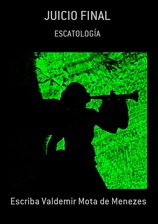 JUICIO FINAL
ESCATOLOGÍA
Escriba Valdemir Mota de Menezes